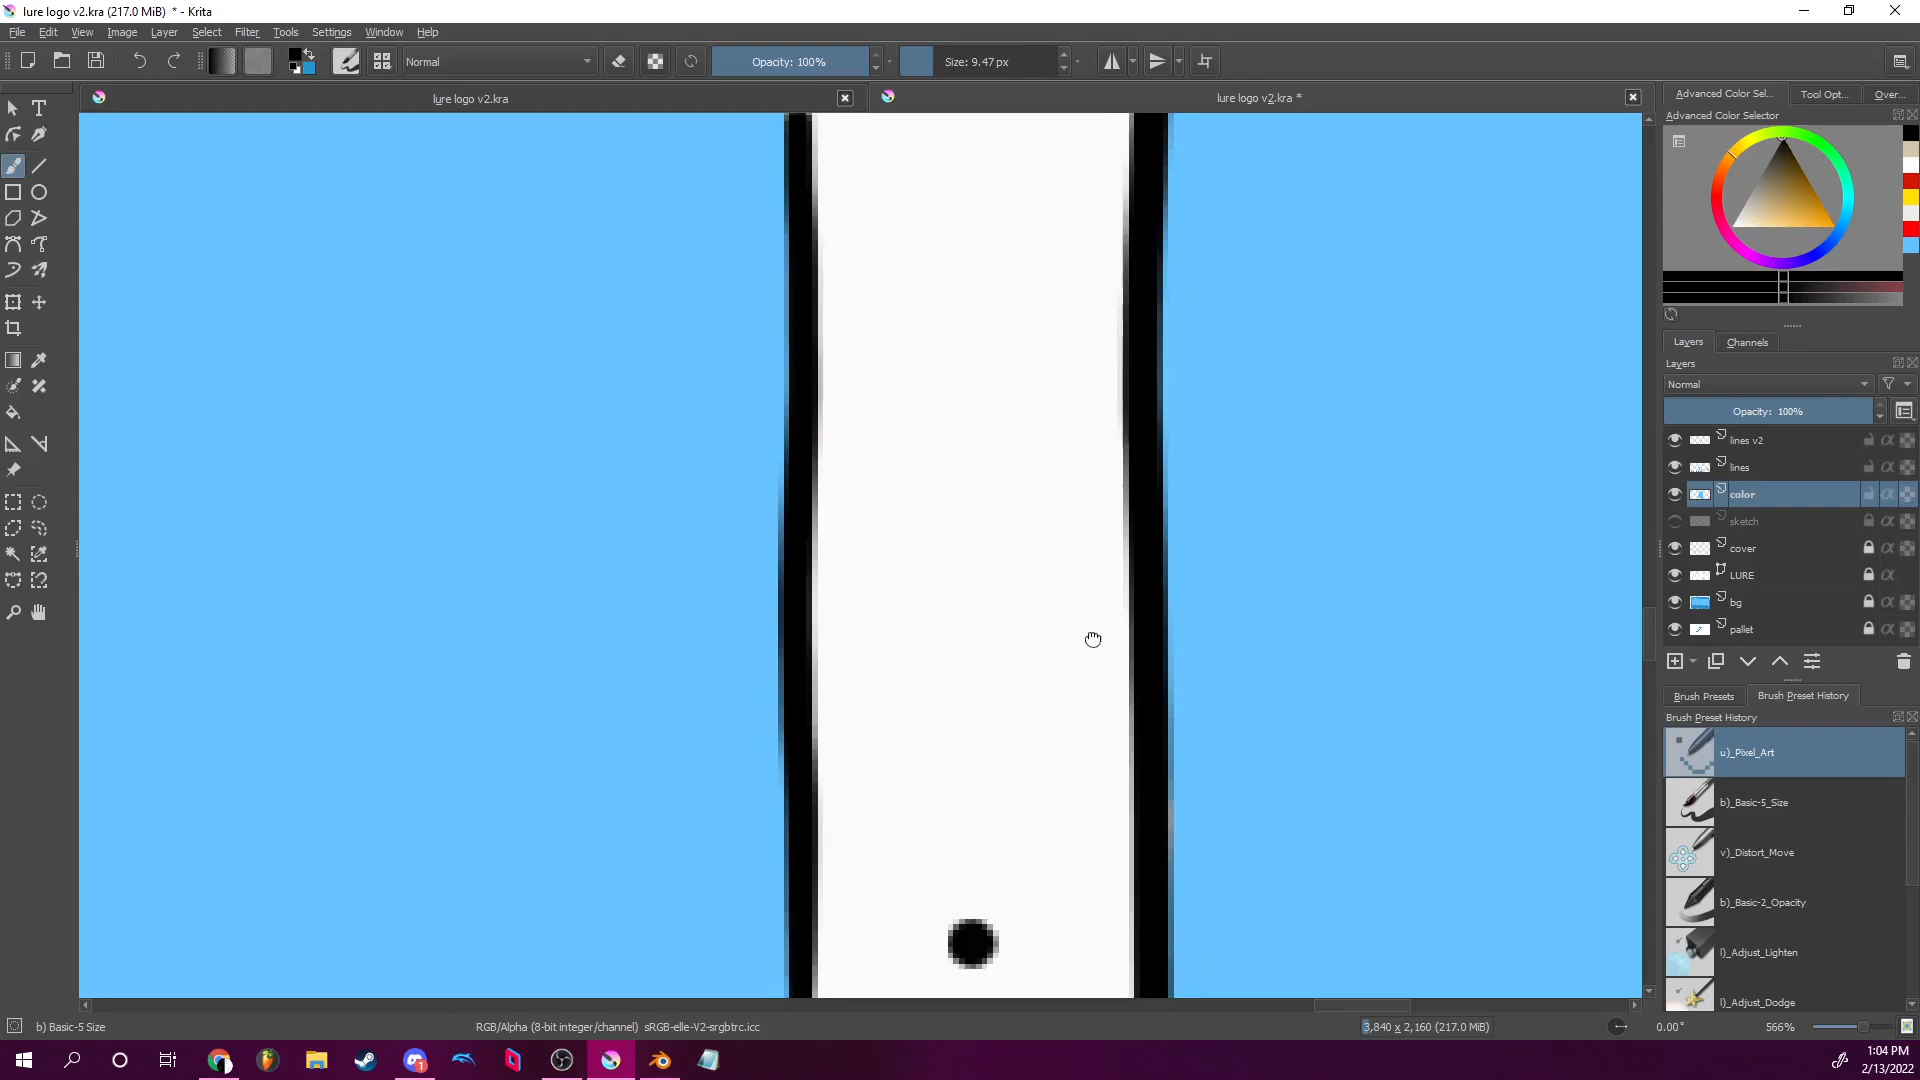 lure logo v2.kra (217.0 MiB) * - Krita
File Edit View Image Layer Select Filter Tools Settings Window Help
Normal Opacity: 100% Size: 9.47 px
lure logo v2.kra lure logo v2.kra *
Advanced Color Sel... Tool Opt... Over...
Advanced Color Selector
Layers Channels
Layers
Normal
Opacity: 100%
lines v2
lines
color
sketch
cover
LURE
bg
pallet
Brush Presets Brush Preset History
Brush Preset History
u)_Pixel_Art
b)_Basic-5_Size
v)_Distort_Move
b)_Basic-2_Opacity
l)_Adjust_Lighten
l)_Adjust_Dodge
b) Basic-5 Size RGB/Alpha (8-bit integer/channel) sRGB-elle-V2-srgbtrc.icc 3,840 x 2,160 (217.0 MiB) 0.00° 566%
1:04 PM
2/13/2022